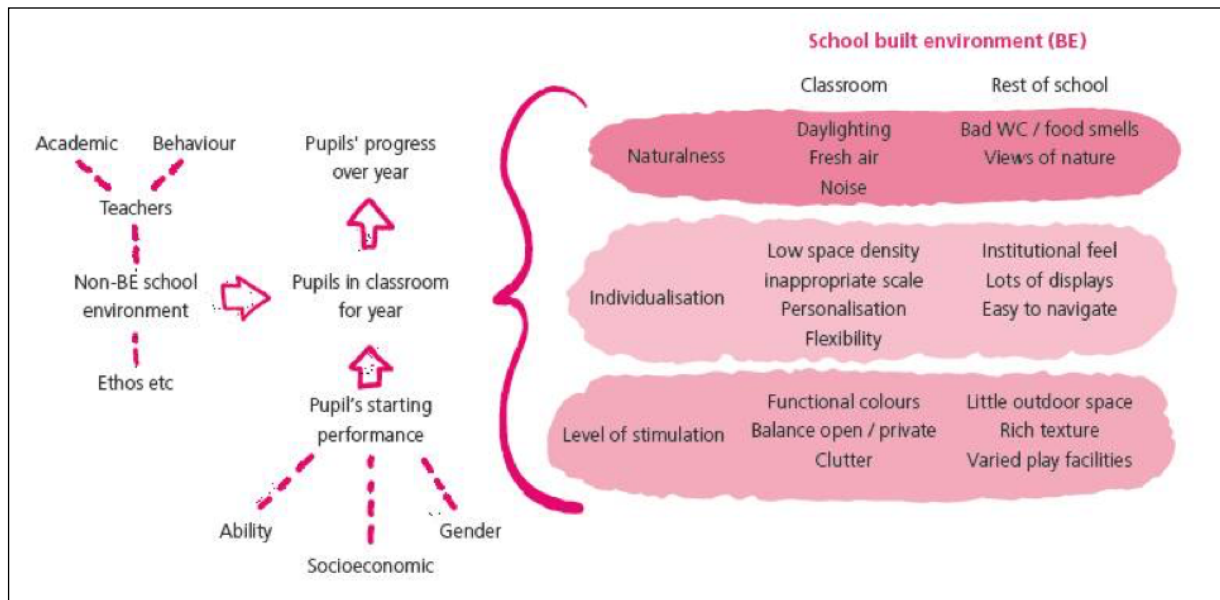 School built environment (BE)
Classroom
Rest of school
Academic
Behaviour
Teachers
Non-BE school
environment
Ethos etc
Pupils' progress
over year
Pupils in classroom
for year
Pupil's starting
performance
Ability
Socioeconomic
Gender
Naturalness
Daylighting
Fresh air
Noise
Bad WC / food smells
Views of nature
Individualisation
Low space density
inappropriate scale
Personalisation
Flexibility
Institutional feel
Lots of displays
Easy to navigate
Level of stimulation
Functional colours
Balance open / private
Clutter
Little outdoor space
Rich texture
Varied play facilities